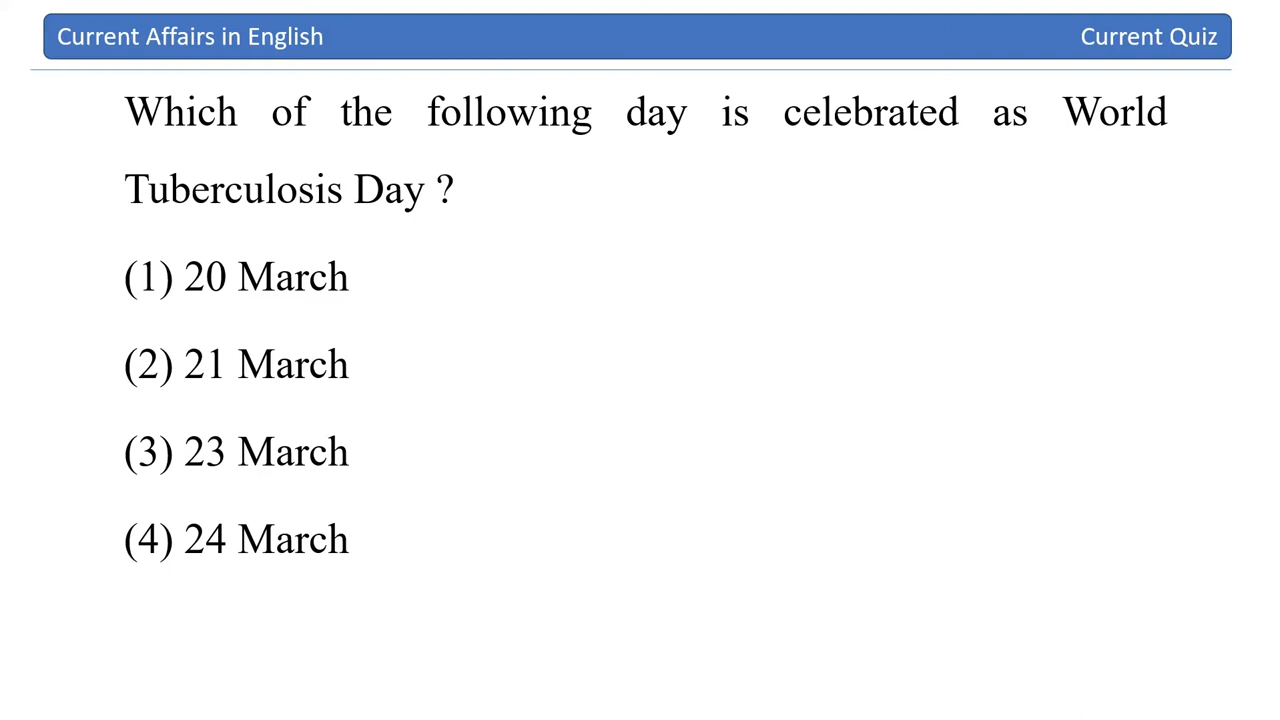 Current Affairs in English Current Quiz
Which of the following day is celebrated as World
Tuberculosis Day ?
(1) 20 March
(2) 21 March
(3) 23 March
(4) 24 March